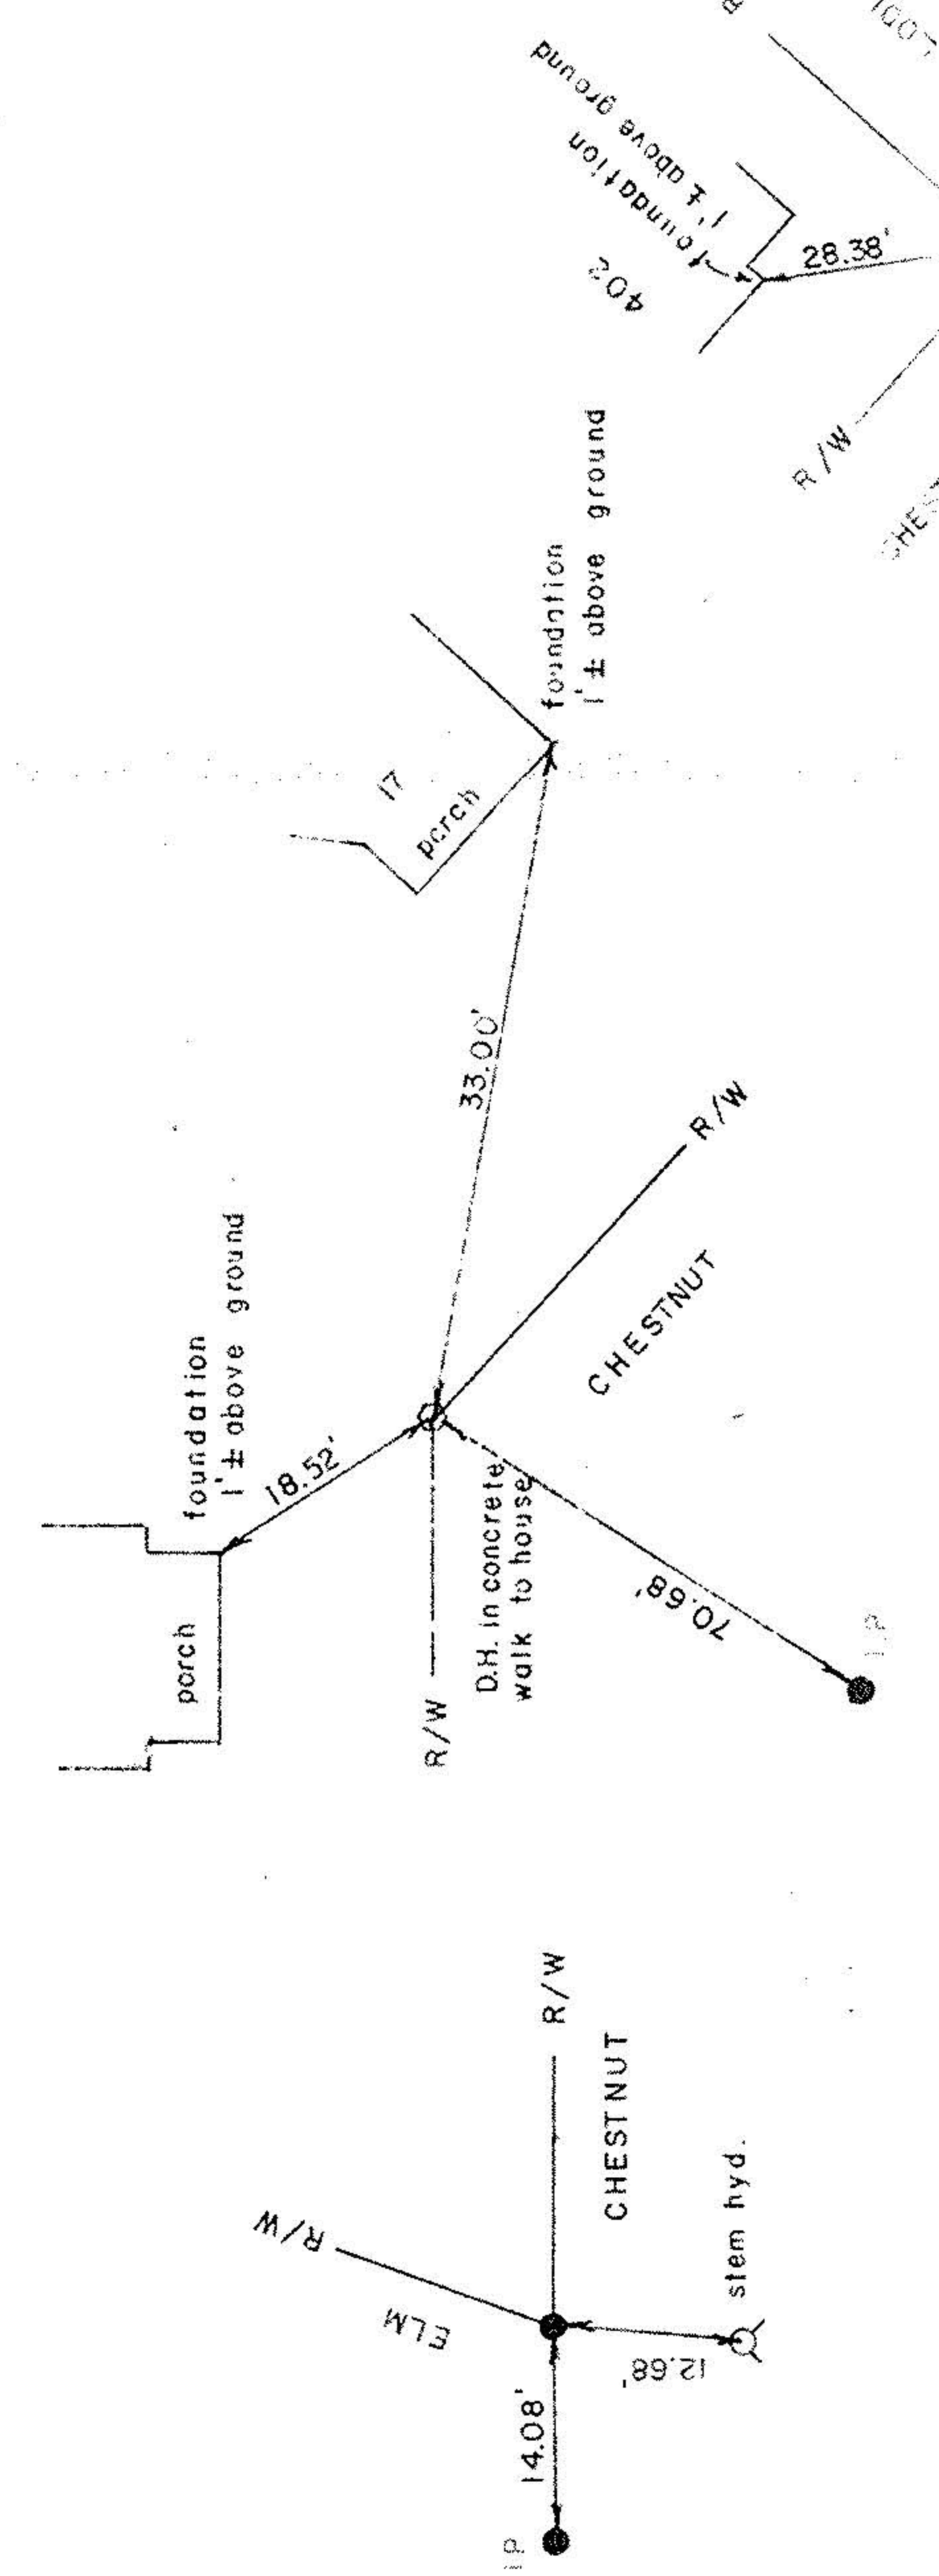 foundation
1'± above ground
402
28.38'
R/W
foundation
1'± above ground
17
porch
33.00'
R/W
CHESTNUT
foundation
1'± above ground
18.52'
porch
R/W
D.H. in concrete
walk to house
70.68'
I.P.
R/W
ELM
R/W
CHESTNUT
stem hyd.
12.68'
14.08'
IP